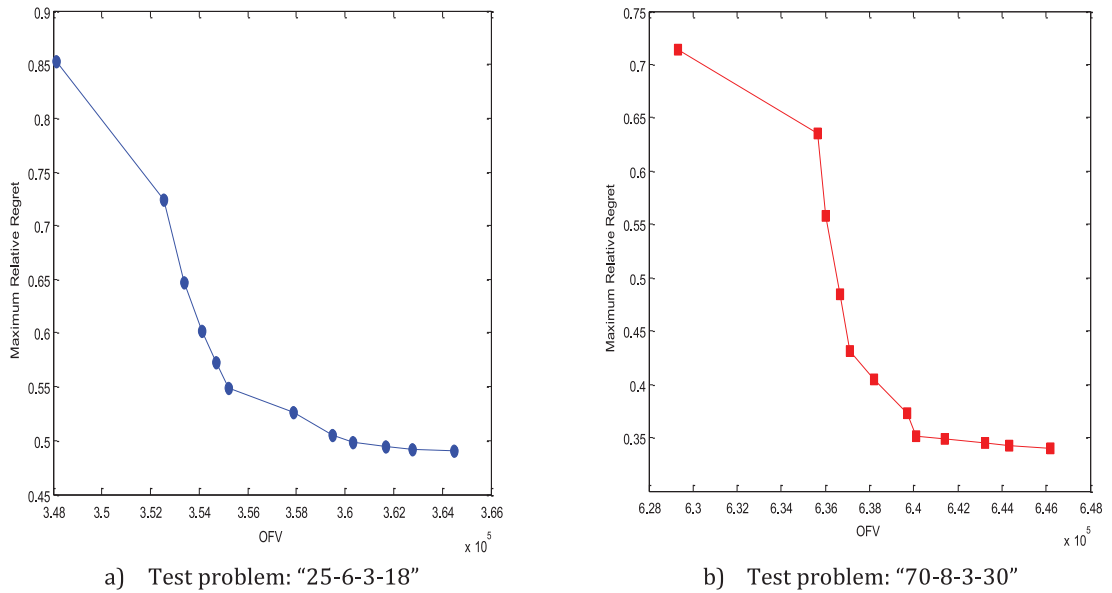 0.9
0.85
0.8
0.75
0.7
0.65
0.6
0.55
0.5
0.45
Maximum Relative Regret
3.48 3.5 3.52 3.54 3.56 3.58 3.6 3.62 3.64 3.66
OFV
x 10^5
a) Test problem: “25-6-3-18”
0.75
0.7
0.65
0.6
0.55
0.5
0.45
0.4
0.35
Maximum Relative Regret
6.28 6.3 6.32 6.34 6.36 6.38 6.4 6.42 6.44 6.46 6.48
OFV
x 10^5
b) Test problem: “70-8-3-30”